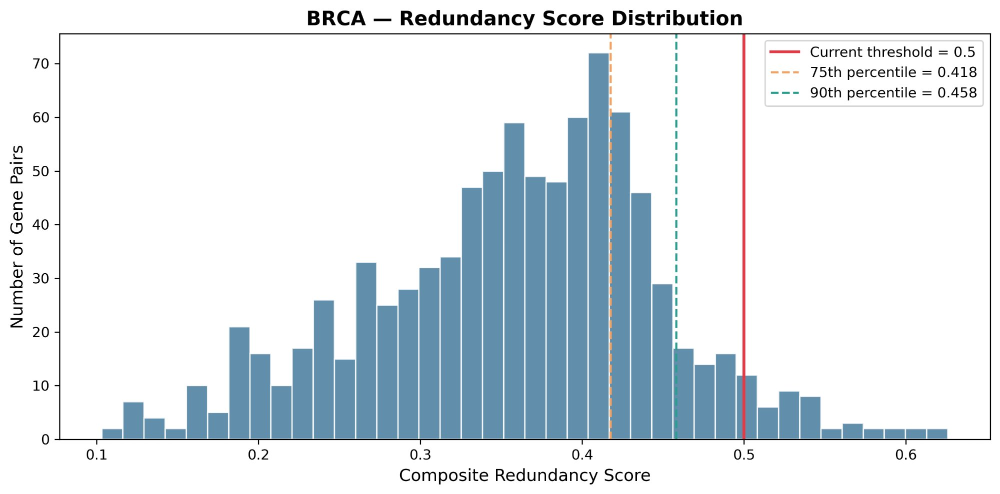 BRCA — Redundancy Score Distribution
Current threshold = 0.5
75th percentile = 0.418
90th percentile = 0.458
Number of Gene Pairs
70
60
50
40
30
20
10
0
0.1 0.2 0.3 0.4 0.5 0.6
Composite Redundancy Score